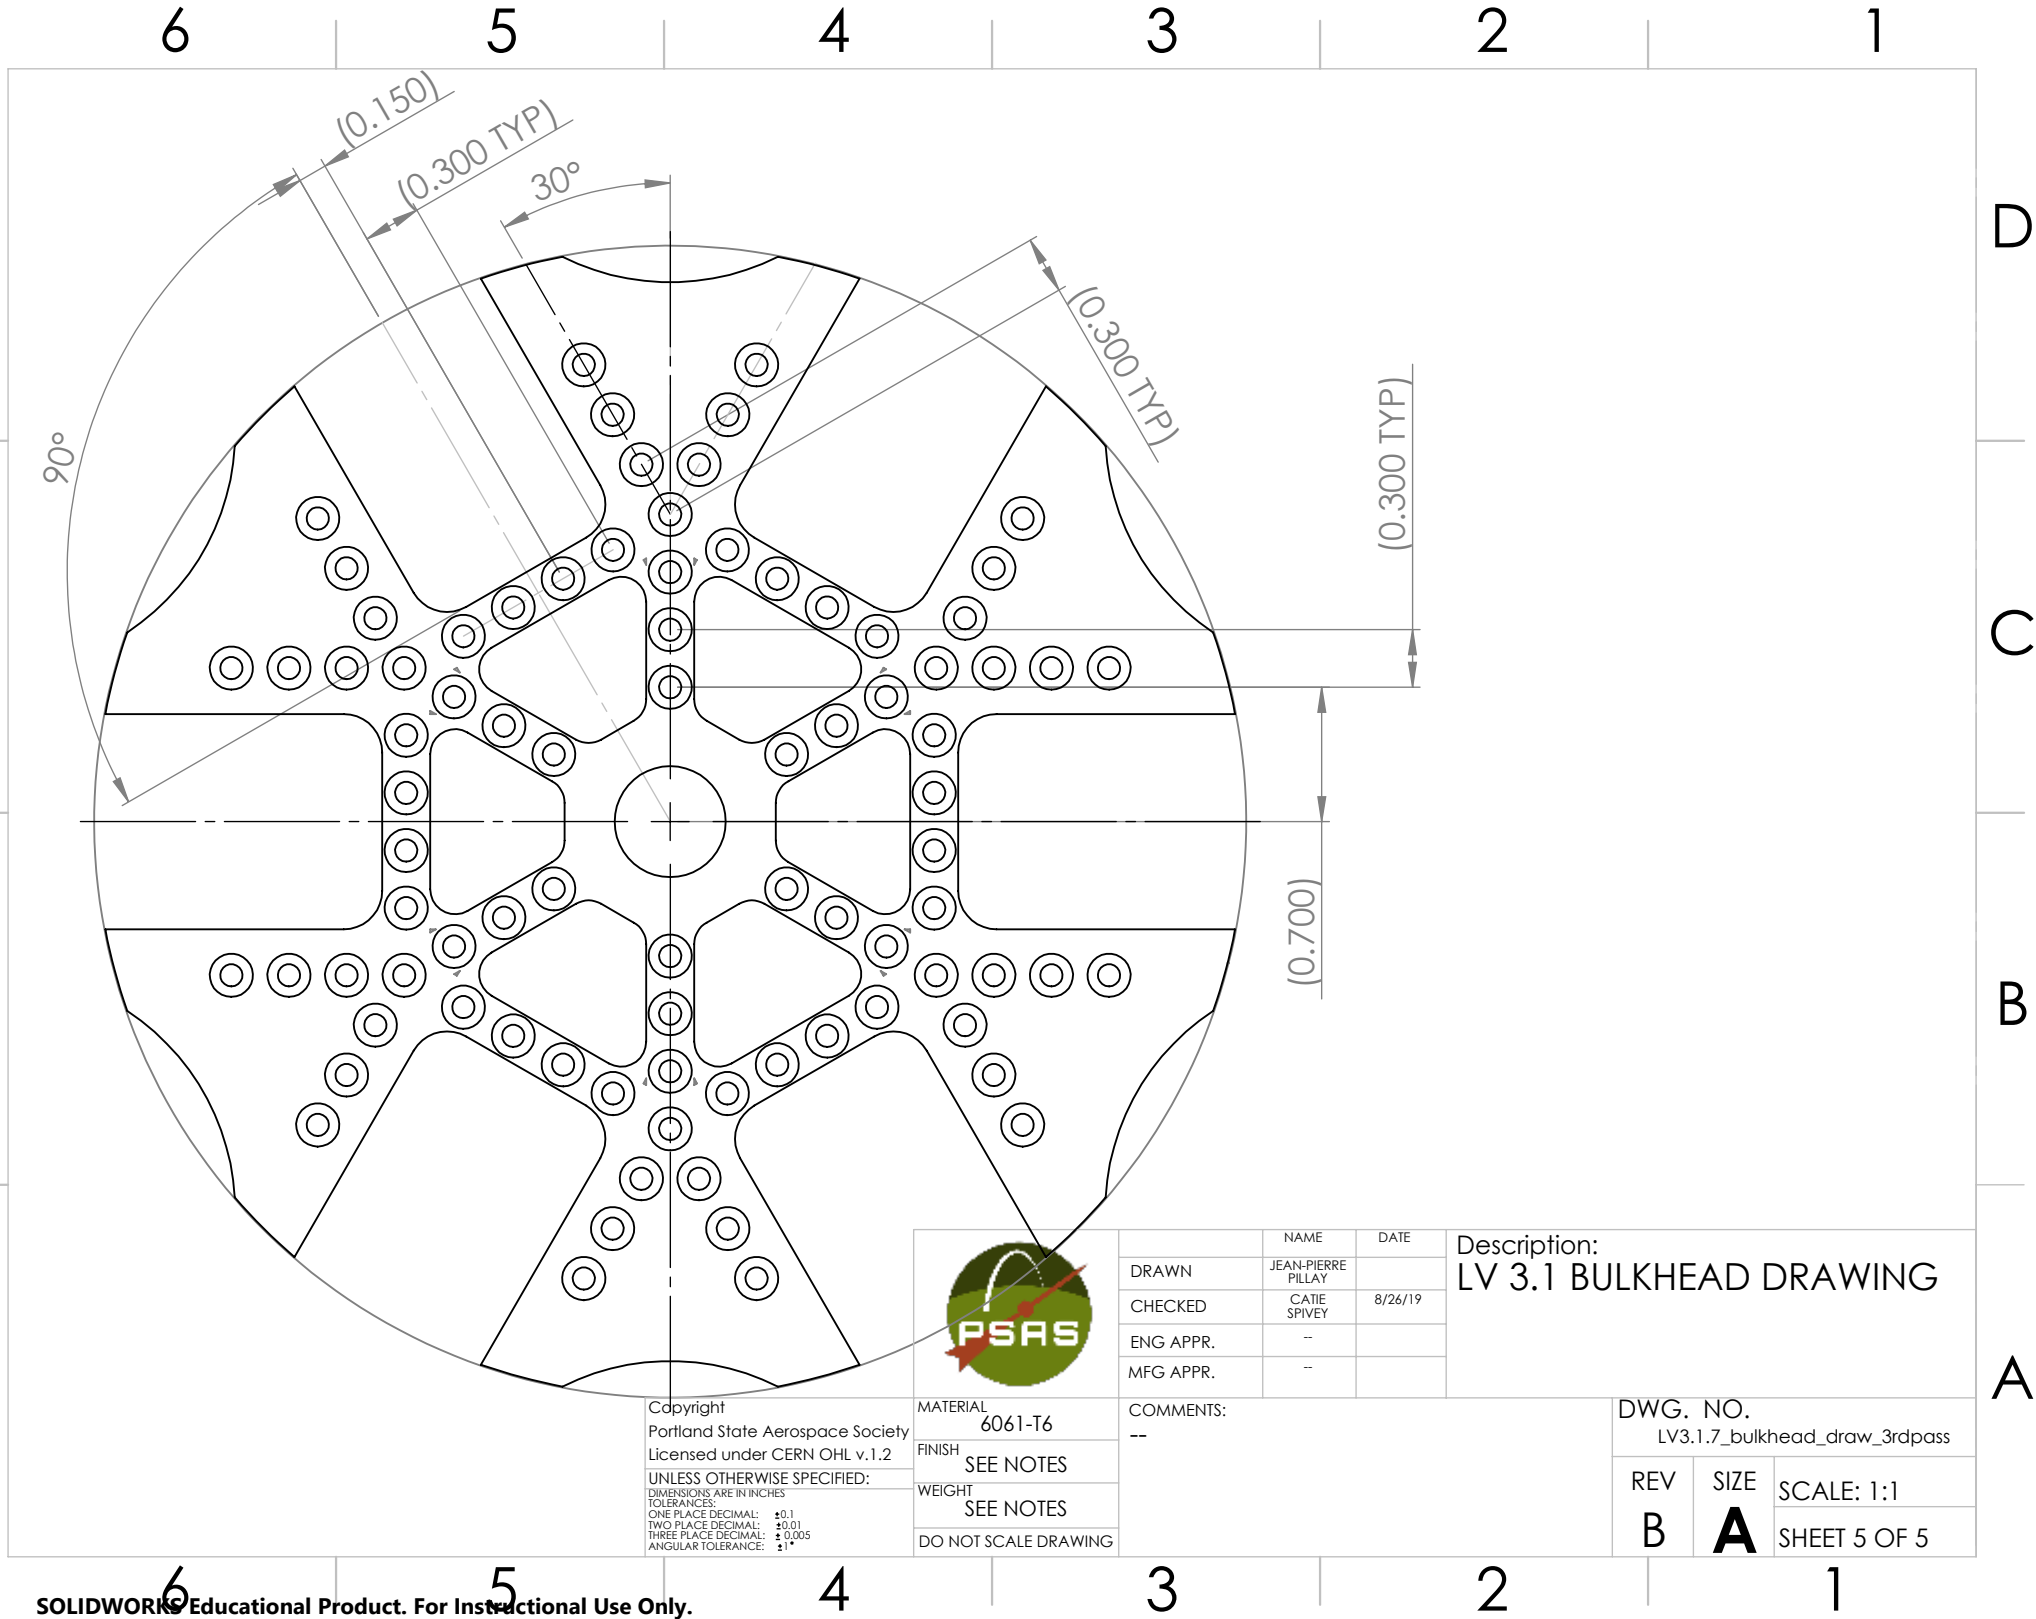 6 5 4 3 2 1
(0.150)
(0.300 TYP)
30°
D
(0.300 TYP)
(0.300 TYP)
90°
C
(0.700)
B
A
PSAS
NAME DATE
DRAWN JEAN-PIERRE PILLAY
CHECKED CATIE SPIVEY 8/26/19
ENG APPR. --
MFG APPR. --
Description:
LV 3.1 BULKHEAD DRAWING
Copyright
Portland State Aerospace Society
Licensed under CERN OHL v.1.2
UNLESS OTHERWISE SPECIFIED:
DIMENSIONS ARE IN INCHES
TOLERANCES:
ONE PLACE DECIMAL: ±0.1
TWO PLACE DECIMAL: ±0.01
THREE PLACE DECIMAL: ± 0.005
ANGULAR TOLERANCE: ±1°
MATERIAL
6061-T6
FINISH
SEE NOTES
WEIGHT
SEE NOTES
DO NOT SCALE DRAWING
COMMENTS:
--
DWG. NO.
LV3.1.7_bulkhead_draw_3rdpass
REV SIZE SCALE: 1:1
B A SHEET 5 OF 5
6 5 4 3 2 1
SOLIDWORKS Educational Product. For Instructional Use Only.